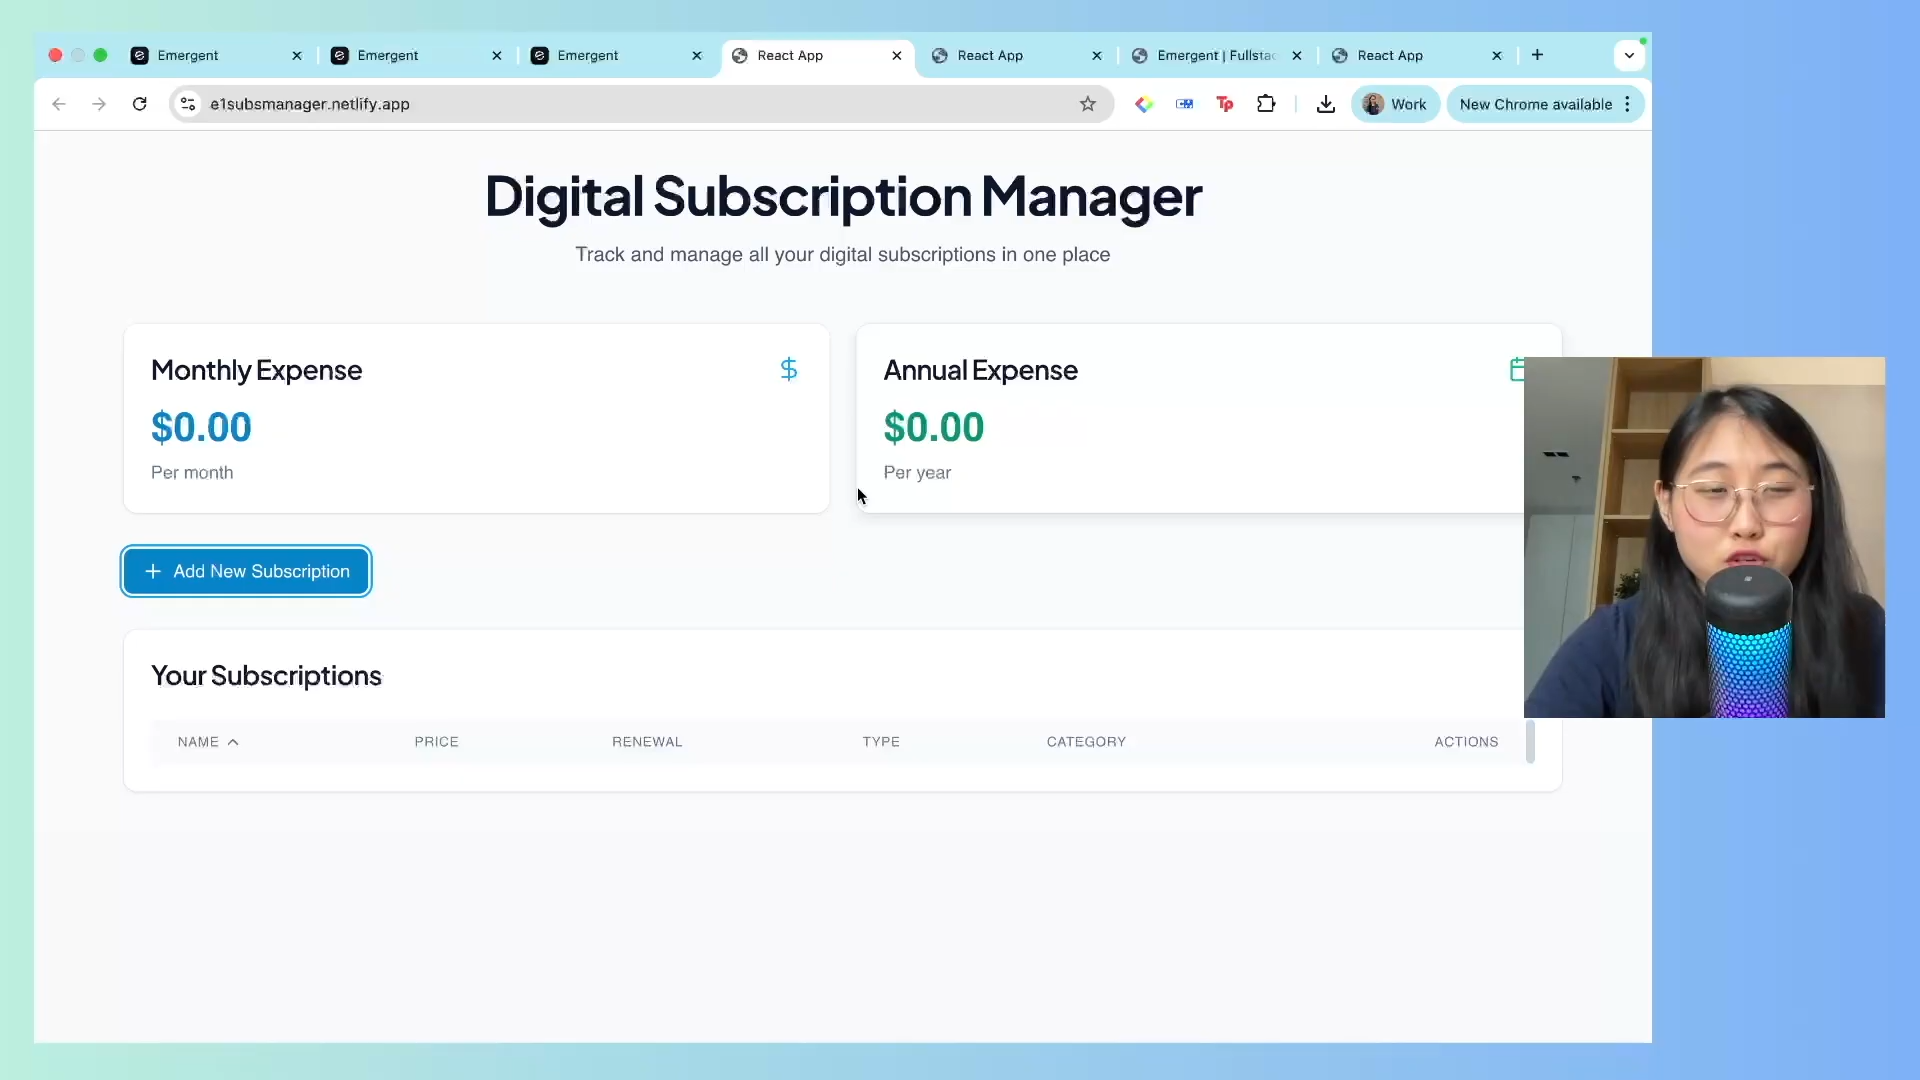 Emergent
Emergent
Emergent
React App
React App
Emergent | Fullstac
React App
e1subsmanager.netlify.app
Tp
Work
New Chrome available
Digital Subscription Manager
Track and manage all your digital subscriptions in one place
Monthly Expense
$
$0.00
Per month
Annual Expense
$0.00
Per year
+ Add New Subscription
Your Subscriptions
NAME PRICE RENEWAL TYPE CATEGORY ACTIONS